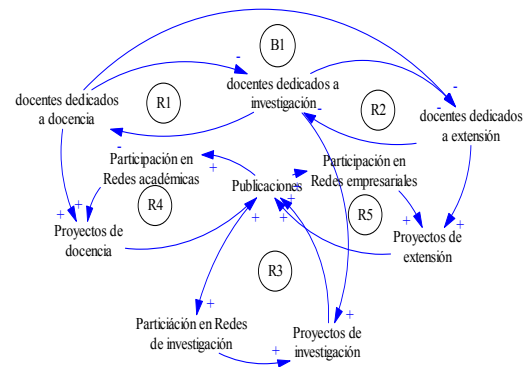 B1
R1
docentes dedicados a
investigación
docentes dedicados
a docencia
R2
docentes dedicados
a extensión
Participación en
Redes académicas
Participación en
Redes empresariales
Publicaciones
R4
R5
Proyectos de
docencia
Proyectos de
extensión
R3
Particiáción en Redes
de investigación
Proyectos de
investigación